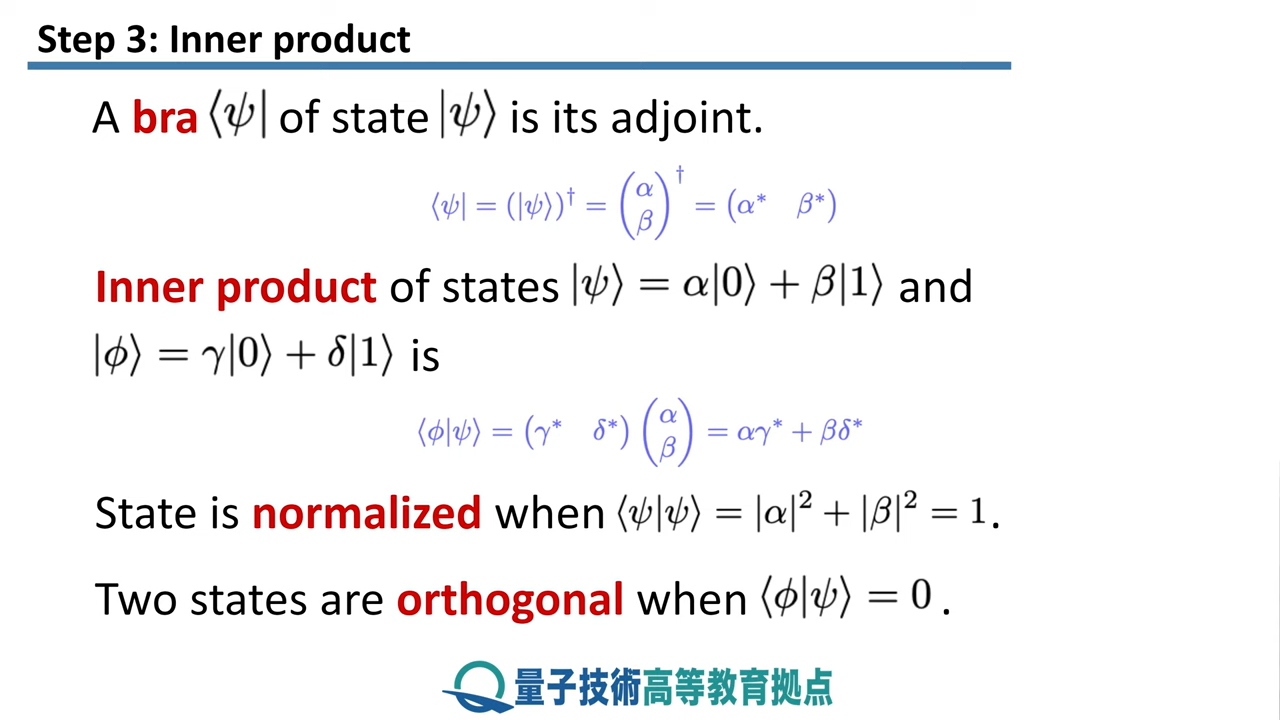 Step 3: Inner product
A bra ⟨ψ| of state |ψ⟩ is its adjoint.
⟨ψ| = (|ψ⟩)† = (α β)† = (α* β*)
Inner product of states |ψ⟩ = α|0⟩ + β|1⟩ and
|ϕ⟩ = γ|0⟩ + δ|1⟩ is
⟨ϕ|ψ⟩ = (γ* δ*) (α β) = αγ* + βδ*
State is normalized when ⟨ψ|ψ⟩ = |α|² + |β|² = 1.
Two states are orthogonal when ⟨ϕ|ψ⟩ = 0 .
量子技術高等教育拠点